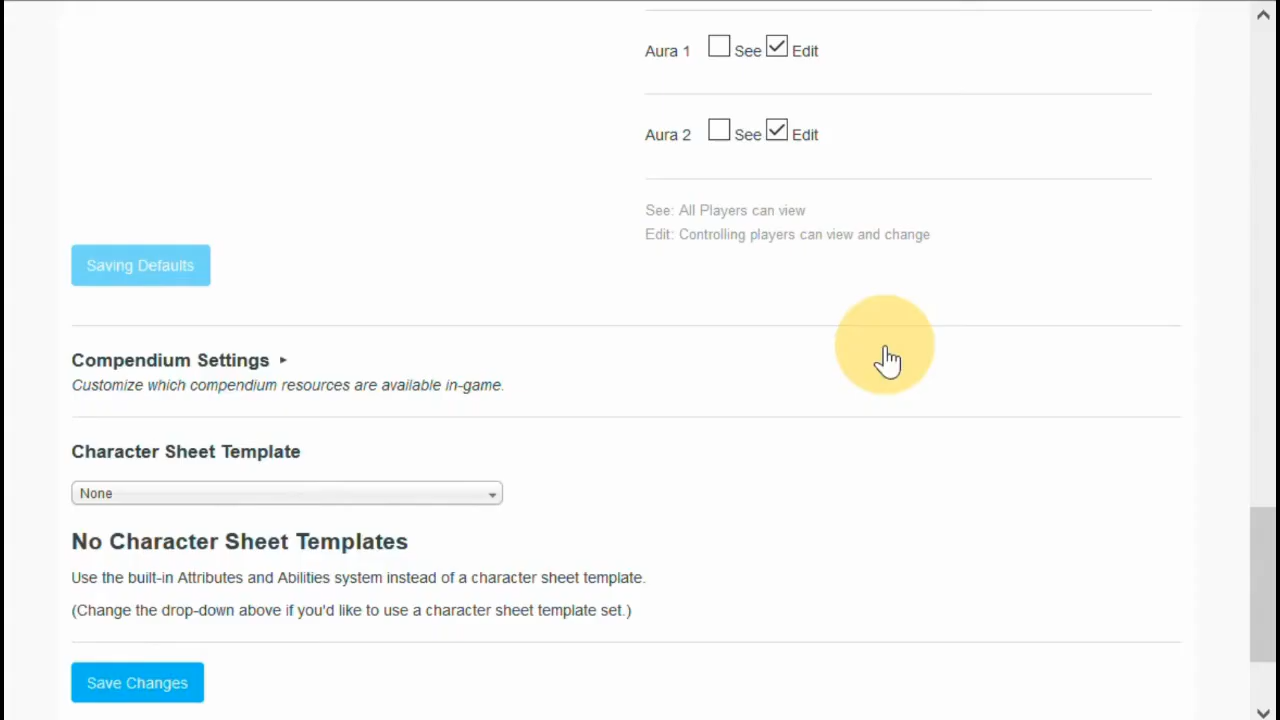 Aura 1 See Edit
Aura 2 See Edit
See: All Players can view
Edit: Controlling players can view and change
Saving Defaults
Compendium Settings ▸
Customize which compendium resources are available in-game.
Character Sheet Template
None
No Character Sheet Templates
Use the built-in Attributes and Abilities system instead of a character sheet template.
(Change the drop-down above if you'd like to use a character sheet template set.)
Save Changes